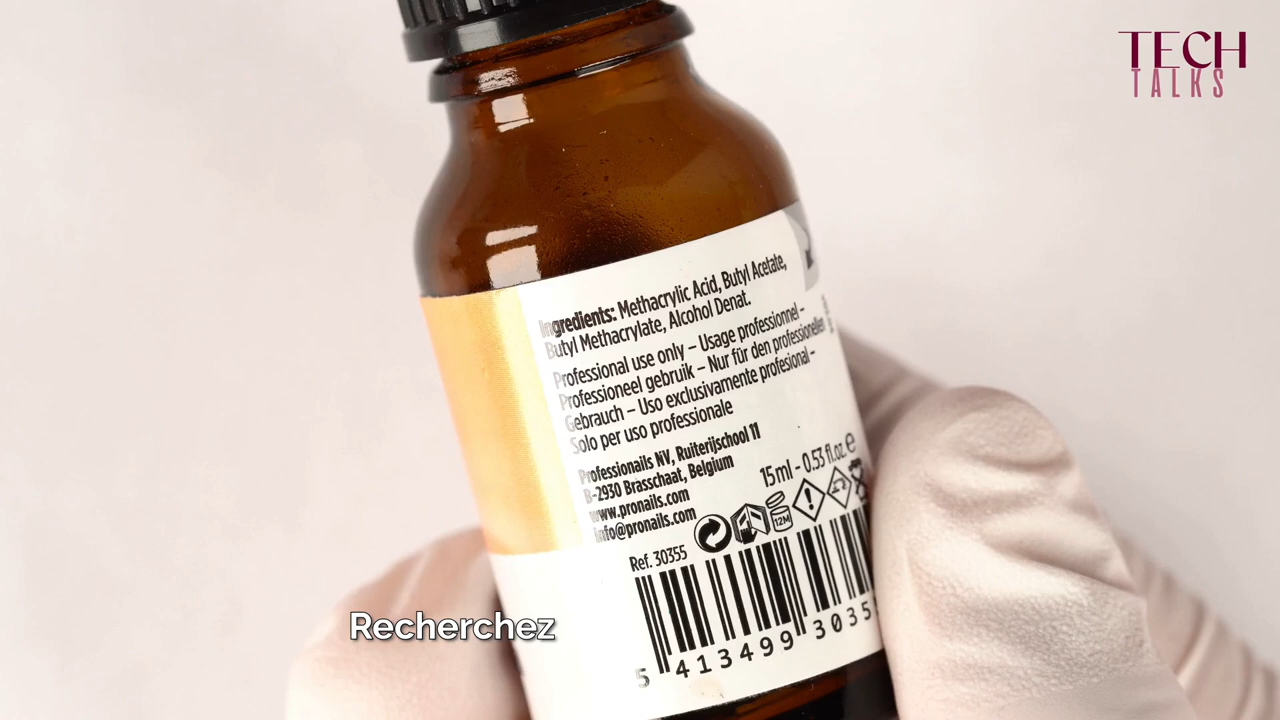 TECH
TALKS
Ingredients: Methacrylic Acid, Butyl Acetate,
Butyl Methacrylate, Alcohol Denat.
Professional use only – Usage professionnel –
Professioneel gebruik – Nur für den professionellen
Gebrauch – Uso exclusivamente profesional –
Solo per uso professionale
Professionails NV, Ruiterijschool 11
B-2930 Brasschaat, Belgium
www.pronails.com
info@pronails.com
15 ml - 0.53 fl.oz. e
12M
Ref. 30355
5 413499 3035
Recherchez